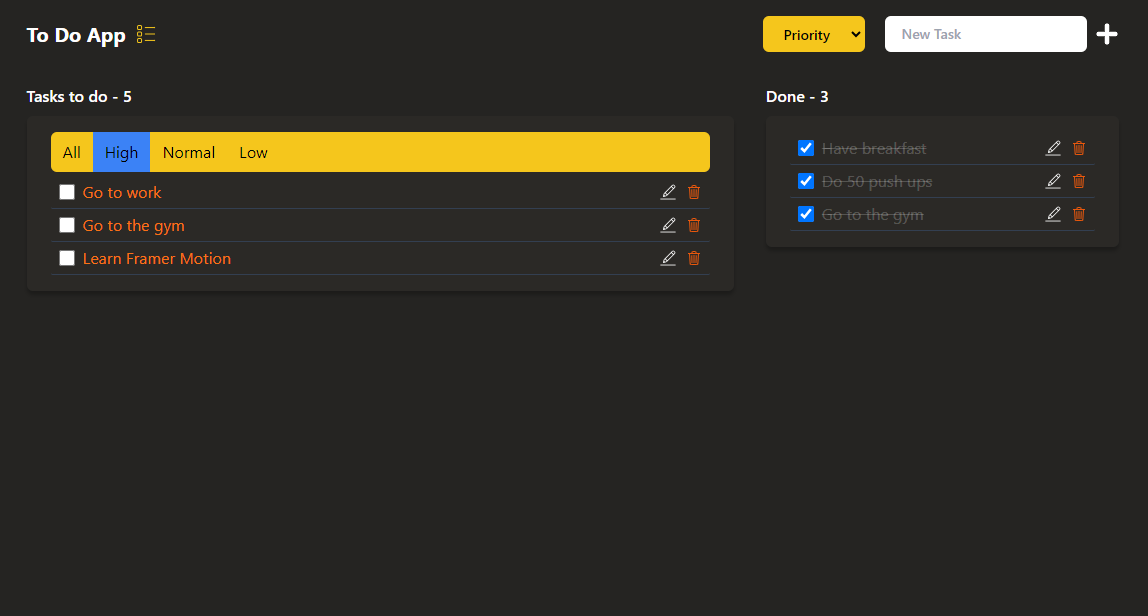 To Do App
Priority
New Task
Tasks to do - 5
All High Normal Low
Go to work
Go to the gym
Learn Framer Motion
Done - 3
Have breakfast
Do 50 push ups
Go to the gym